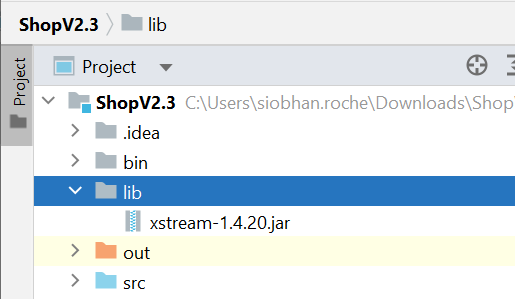 ShopV2.3 lib
Project
Project
ShopV2.3 C:\Users\siobhan.roche\Downloads\Shop
.idea
bin
lib
xstream-1.4.20.jar
out
src